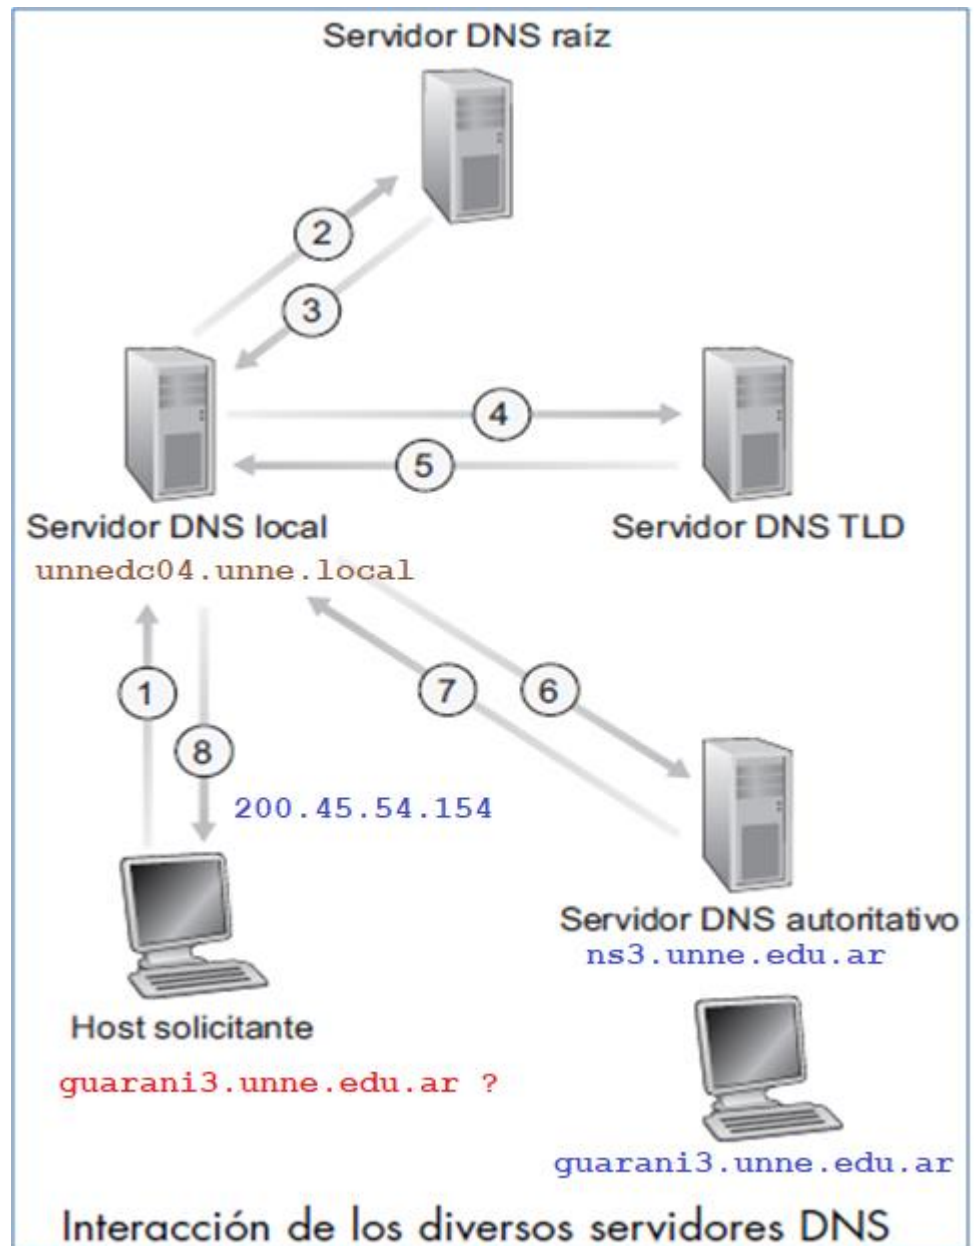 Servidor DNS raíz
2
3
4
5
Servidor DNS local
unnedc04.unne.local
Servidor DNS TLD
1
8
7
6
200.45.54.154
Servidor DNS autoritativo
ns3.unne.edu.ar
Host solicitante
guarani3.unne.edu.ar ?
guarani3.unne.edu.ar
Interacción de los diversos servidores DNS